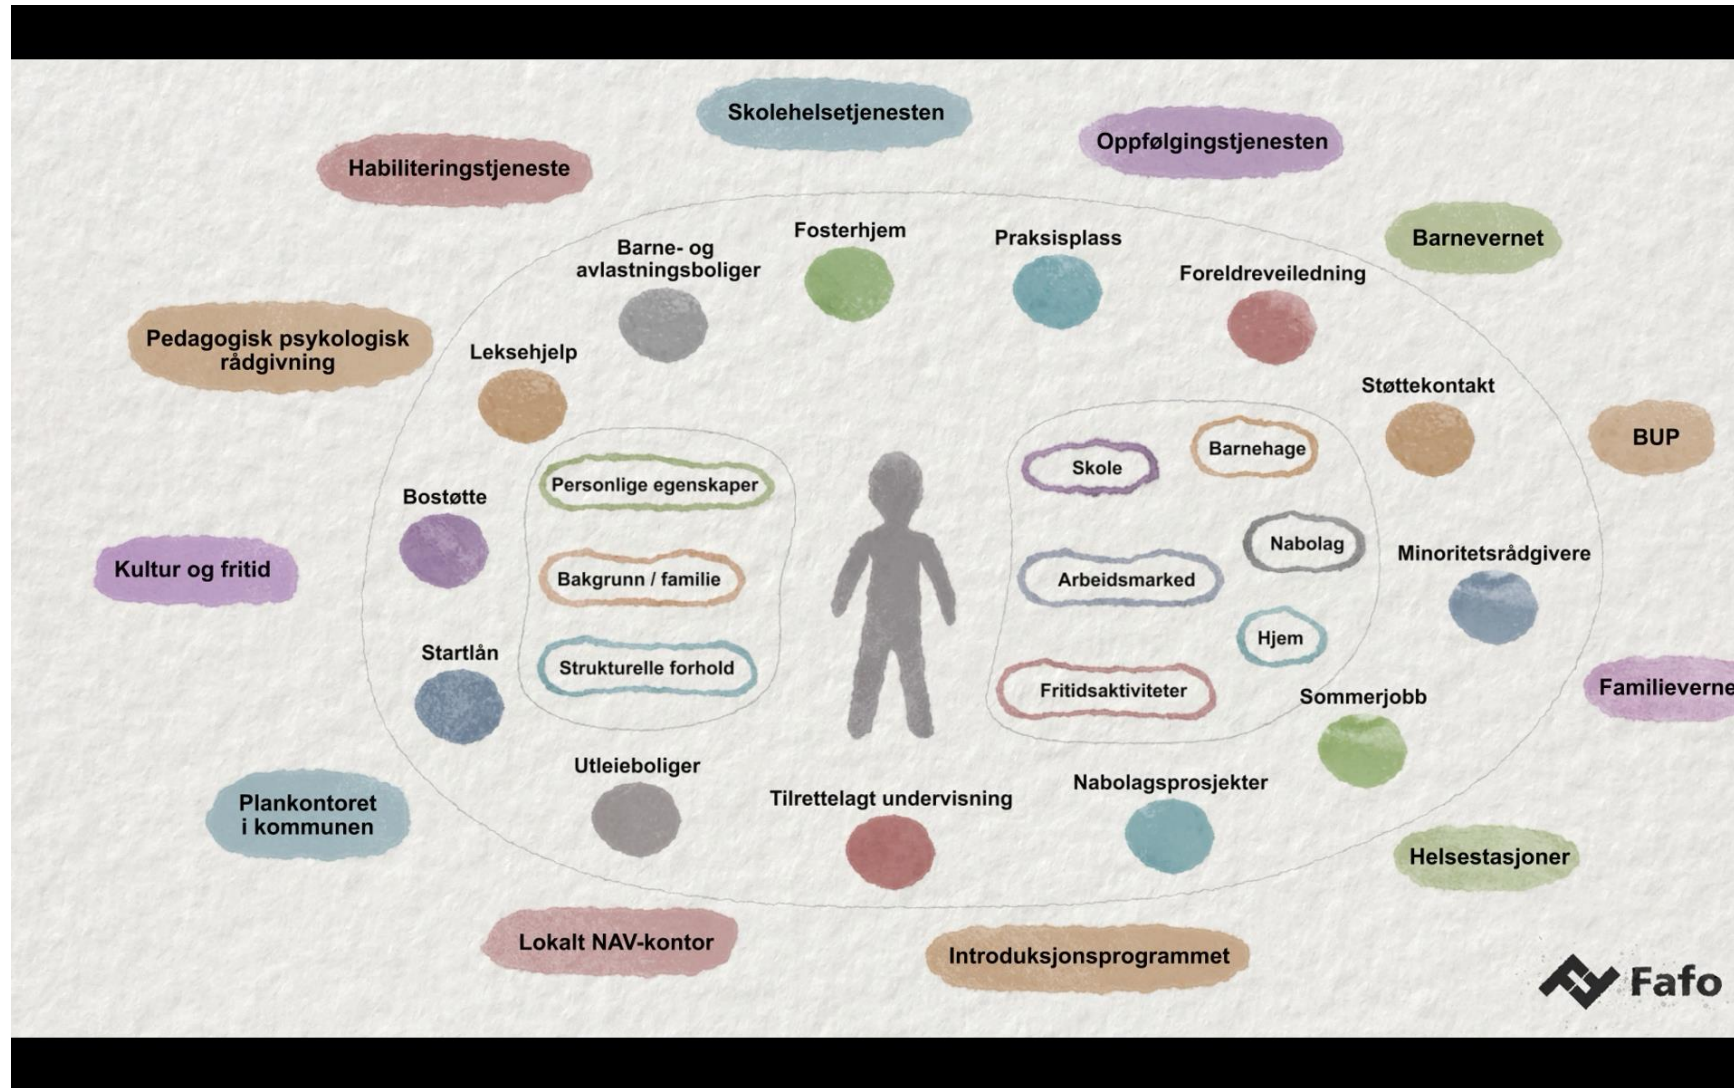 Skolehelsetjenesten
Oppfølgingstjenesten
Habiliteringstjeneste
Barnevernet
Fosterhjem
Praksisplass
Barne- og
avlastningsboliger
Foreldreveiledning
Pedagogisk psykologisk
rådgivning
Leksehjelp
Støttekontakt
BUP
Personlige egenskaper
Skole
Barnehage
Bostøtte
Nabolag
Minoritetsrådgivere
Kultur og fritid
Bakgrunn / familie
Arbeidsmarked
Hjem
Startlån
Strukturelle forhold
Fritidsaktiviteter
Sommerjobb
Familieverne
Utleieboliger
Tilrettelagt undervisning
Nabolagsprosjekter
Plankontoret
i kommunen
Helsestasjoner
Lokalt NAV-kontor
Introduksjonsprogrammet
Fafo